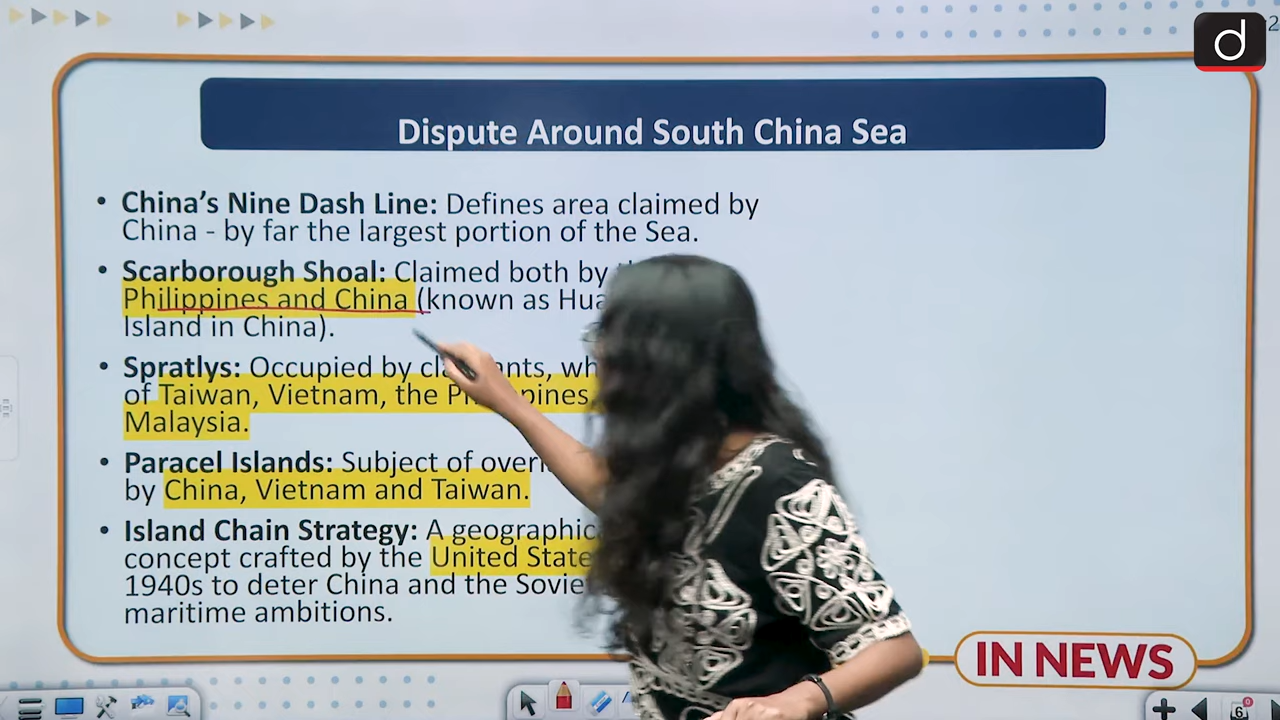 d
2
Dispute Around South China Sea
• China’s Nine Dash Line: Defines area claimed by
China - by far the largest portion of the Sea.
• Scarborough Shoal: Claimed both by
Philippines and China (known as
Island in China).
• Spratlys: Occupied by
of Taiwan, Vietnam, the
Malaysia.
• Paracel Islands: Subject of
by China, Vietnam and Taiwan.
• Island Chain Strategy: A
concept crafted by the United
1940s to deter China and the
maritime ambitions.
IN NEWS
6